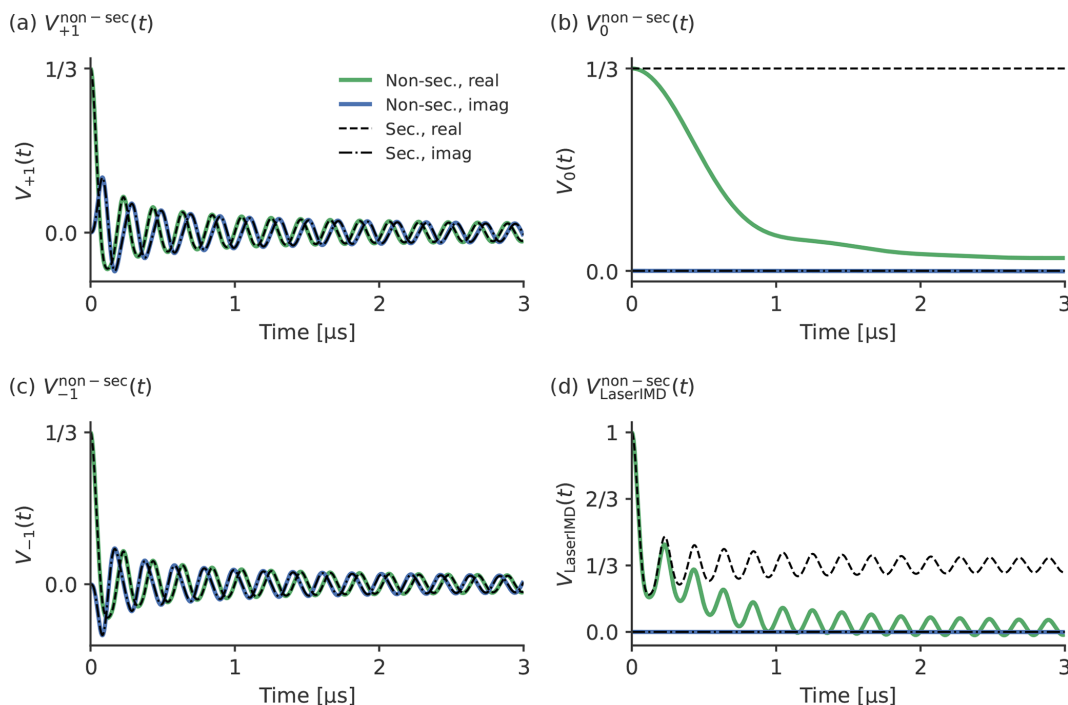 (a) V₊₁ⁿᵒⁿ⁻ˢᵉᶜ(t)
1/3
0.0
V₊₁(t)
Non-sec., real
Non-sec., imag
Sec., real
Sec., imag
0 1 2 3
Time [µs]
(b) V₀ⁿᵒⁿ⁻ˢᵉᶜ(t)
1/3
0.0
V₀(t)
0 1 2 3
Time [µs]
(c) V₋₁ⁿᵒⁿ⁻ˢᵉᶜ(t)
1/3
0.0
V₋₁(t)
0 1 2 3
Time [µs]
(d) V_LaserIMDⁿᵒⁿ⁻ˢᵉᶜ(t)
1
2/3
1/3
0.0
V_LaserIMD(t)
0 1 2 3
Time [µs]